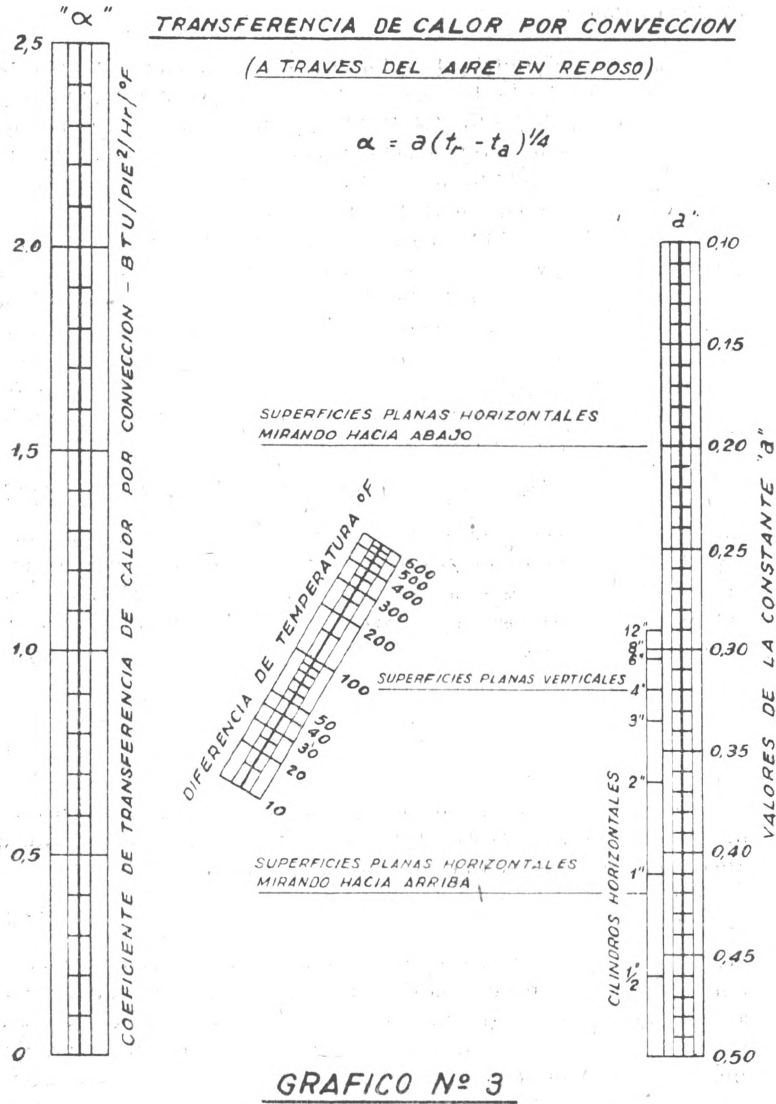 "α"
TRANSFERENCIA DE CALOR POR CONVECCION
(A TRAVES DEL AIRE EN REPOSO)
α = a(tr - ta)^1/4
2,5
2.0
1,5
1,0
0,5
0
COEFICIENTE DE TRANSFERENCIA DE CALOR POR CONVECCION - BTU/PIE²/Hr/°F
SUPERFICIES PLANAS HORIZONTALES
MIRANDO HACIA ABAJO
DIFERENCIA DE TEMPERATURA °F
600
500
400
300
200
100
50
40
30
20
10
SUPERFICIES PLANAS VERTICALES
SUPERFICIES PLANAS HORIZONTALES
MIRANDO HACIA ARRIBA
CILINDROS HORIZONTALES
12"
8"
6"
4"
3"
2"
1"
1/2"
"a"
0,10
0,15
0,20
0,25
0,30
0,35
0,40
0,45
0,50
VALORES DE LA CONSTANTE "a"
GRAFICO Nº 3